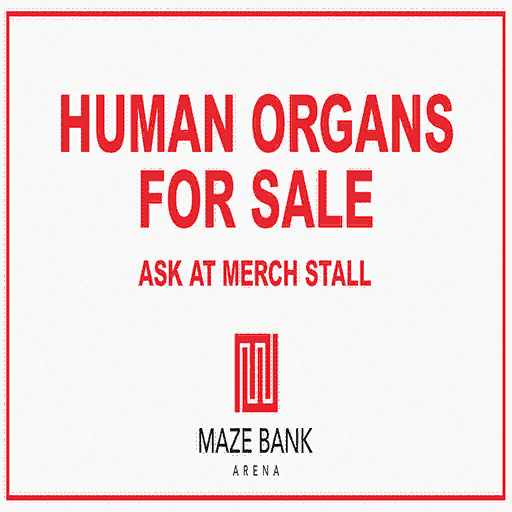 HUMAN ORGANS
FOR SALE
ASK AT MERCH STALL
MAZE BANK
ARENA